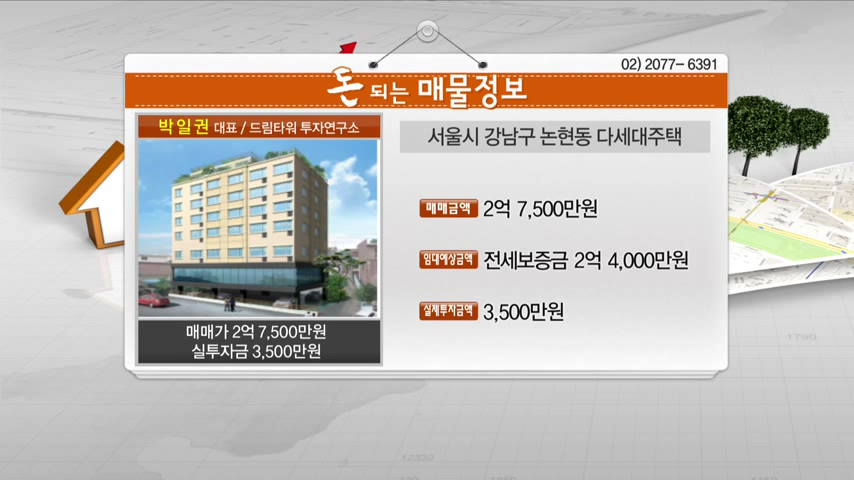 02) 2077- 6391
돈 되는 매물정보
박일권 대표 / 드림타워 투자연구소
서울시 강남구 논현동 다세대주택
매매금액 2억 7,500만원
임대예상금액 전세보증금 2억 4,000만원
실제투자금액 3,500만원
매매가 2억 7,500만원
실투자금 3,500만원
1790
12330